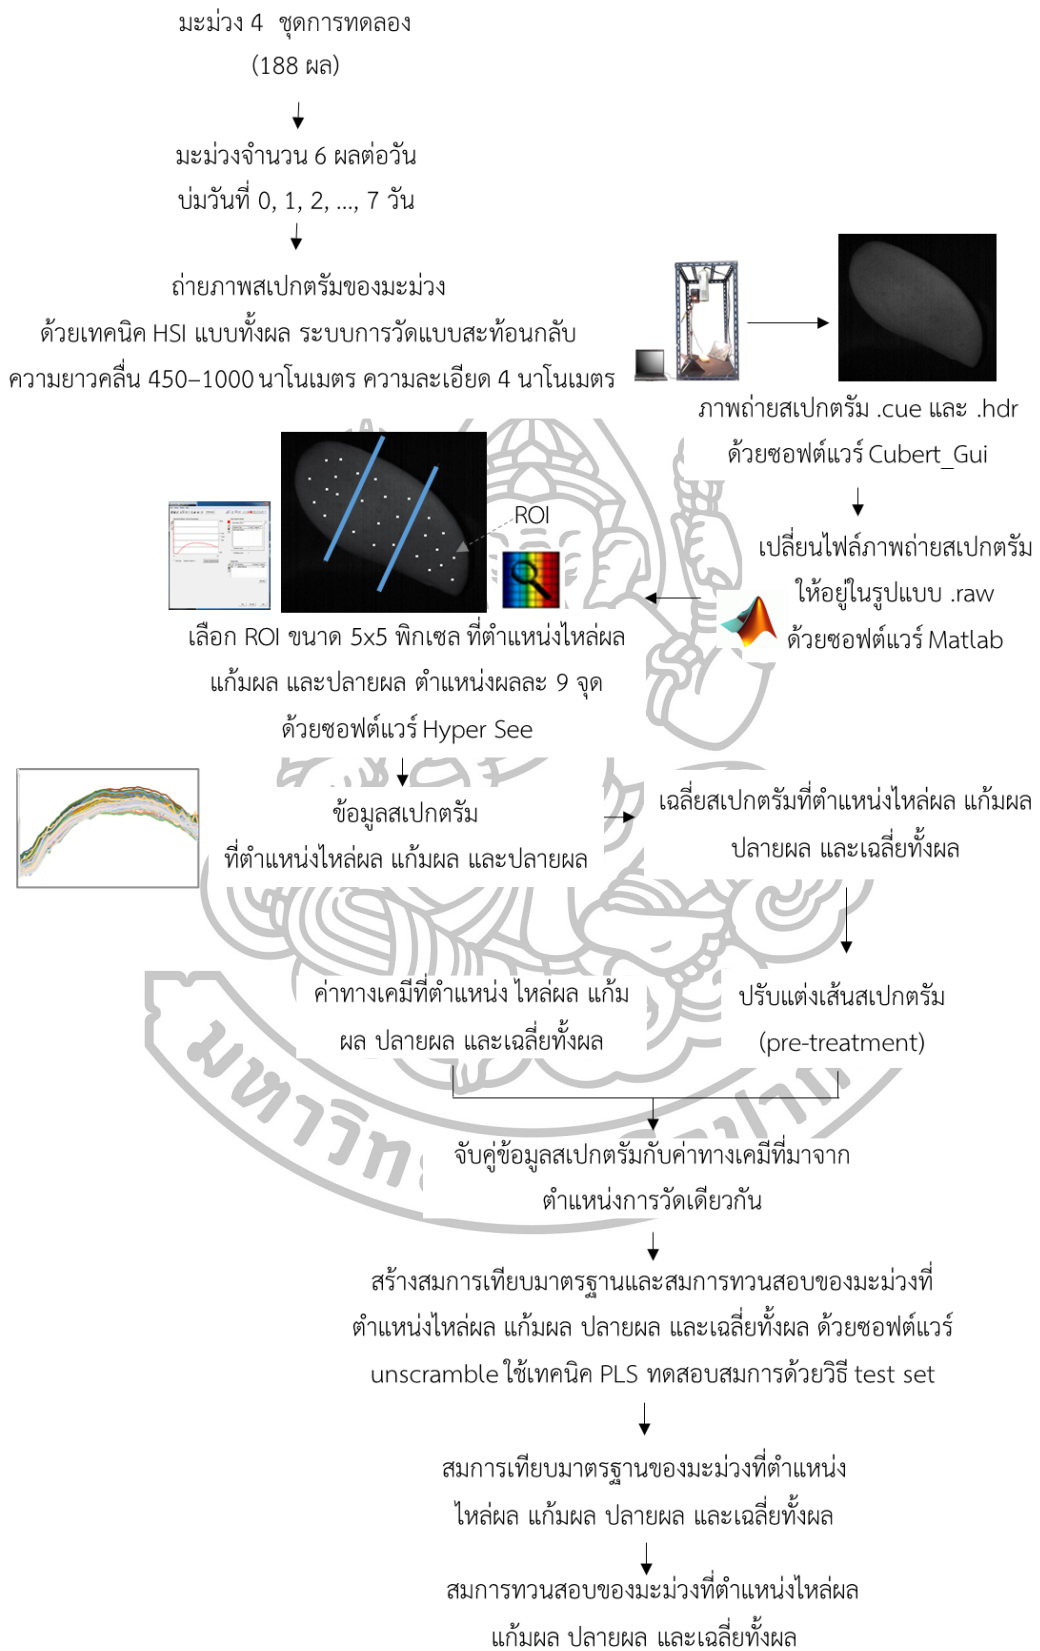 มะม่วง 4 ชุดการทดลอง
(188 ผล)
มะม่วงจำนวน 6 ผลต่อวัน
บ่มวันที่ 0, 1, 2, ..., 7 วัน
ถ่ายภาพสเปกตรัมของมะม่วง
ด้วยเทคนิค HSI แบบทั้งผล ระบบการวัดแบบสะท้อนกลับ
ความยาวคลื่น 450–1000 นาโนเมตร ความละเอียด 4 นาโนเมตร
ภาพถ่ายสเปกตรัม .cue และ .hdr
ด้วยซอฟต์แวร์ Cubert_Gui
เปลี่ยนไฟล์ภาพถ่ายสเปกตรัม
ให้อยู่ในรูปแบบ .raw
ด้วยซอฟต์แวร์ Matlab
ROI
เลือก ROI ขนาด 5x5 พิกเซล ที่ตำแหน่งไหล่ผล
แก้มผล และปลายผล ตำแหน่งผลละ 9 จุด
ด้วยซอฟต์แวร์ Hyper See
ข้อมูลสเปกตรัม
ที่ตำแหน่งไหล่ผล แก้มผล และปลายผล
เฉลี่ยสเปกตรัมที่ตำแหน่งไหล่ผล แก้มผล
ปลายผล และเฉลี่ยทั้งผล
ค่าทางเคมีที่ตำแหน่ง ไหล่ผล แก้ม
ผล ปลายผล และเฉลี่ยทั้งผล
ปรับแต่งเส้นสเปกตรัม
(pre-treatment)
จับคู่ข้อมูลสเปกตรัมกับค่าทางเคมีที่มาจาก
ตำแหน่งการวัดเดียวกัน
สร้างสมการเทียบมาตรฐานและสมการทวนสอบของมะม่วงที่
ตำแหน่งไหล่ผล แก้มผล ปลายผล และเฉลี่ยทั้งผล ด้วยซอฟต์แวร์
unscramble ใช้เทคนิค PLS ทดสอบสมการด้วยวิธี test set
สมการเทียบมาตรฐานของมะม่วงที่ตำแหน่ง
ไหล่ผล แก้มผล ปลายผล และเฉลี่ยทั้งผล
สมการทวนสอบของมะม่วงที่ตำแหน่งไหล่ผล
แก้มผล ปลายผล และเฉลี่ยทั้งผล